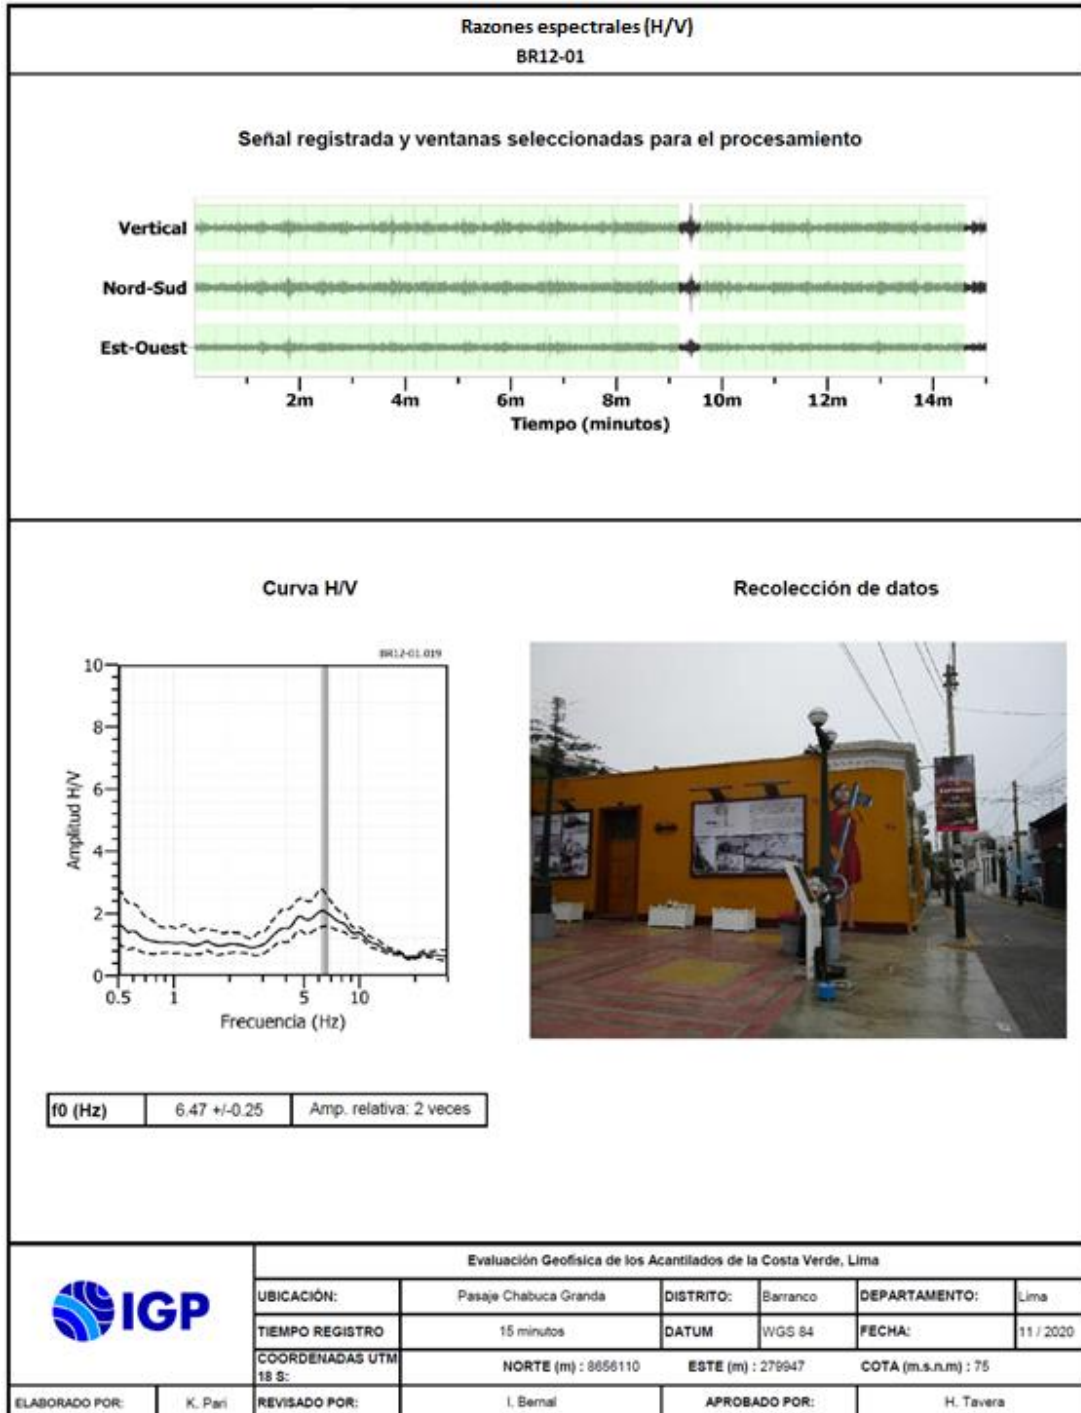 Razones espectrales (H/V)
BR12-01
Señal registrada y ventanas seleccionadas para el procesamiento
Vertical
Nord-Sud
Est-Ouest
2m 4m 6m 8m 10m 12m 14m
Tiempo (minutos)
Curva H/V
Recolección de datos
BR12-01.019
10
8
6
4
2
0
Amplitud H/V
0.5 1 5 10
Frecuencia (Hz)
f0 (Hz) 6.47 +/-0.25 Amp. relativa: 2 veces
IGP
Evaluación Geofísica de los Acantilados de la Costa Verde, Lima
UBICACIÓN: Pasaje Chabuca Granda DISTRITO: Barranco DEPARTAMENTO: Lima
TIEMPO REGISTRO 15 minutos DATUM WGS 84 FECHA: 11 / 2020
COORDENADAS UTM 18 S: NORTE (m) : 8656110 ESTE (m) : 279947 COTA (m.s.n.m) : 75
ELABORADO POR: K. Pari REVISADO POR: I. Bernal APROBADO POR: H. Tavera